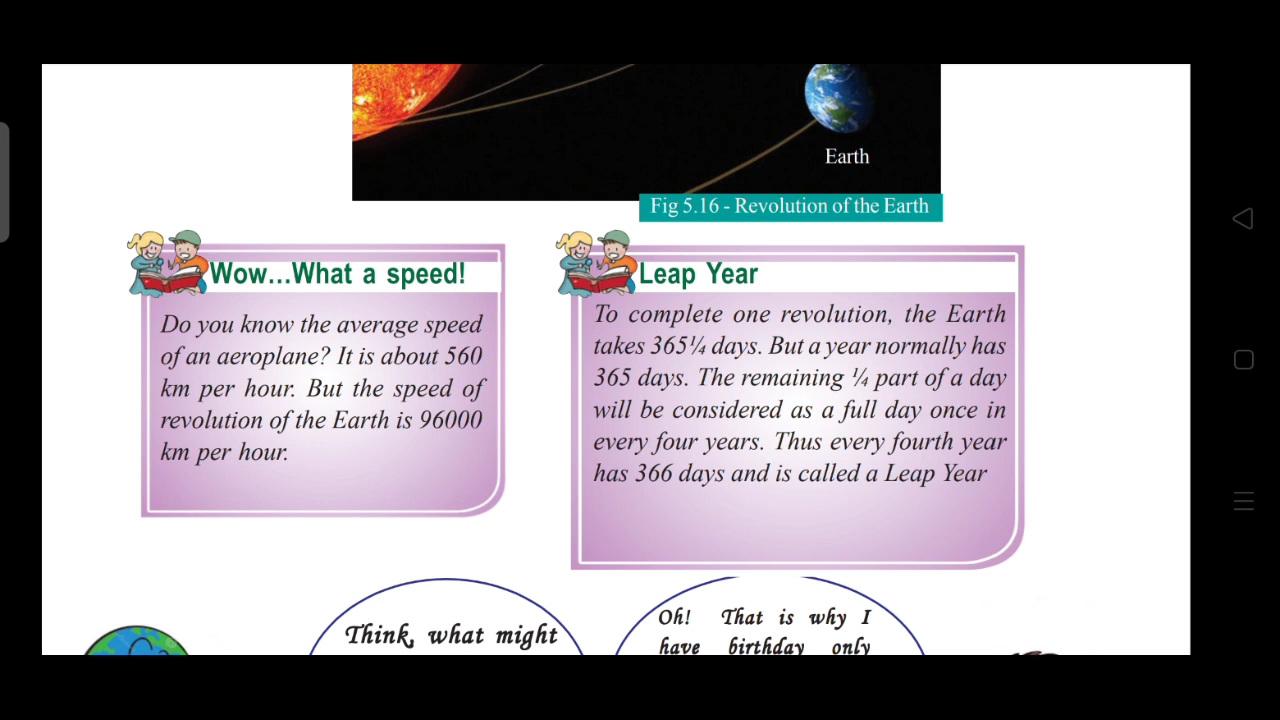 Earth
Fig 5.16 - Revolution of the Earth
Wow...What a speed!
Do you know the average speed
of an aeroplane? It is about 560
km per hour. But the speed of
revolution of the Earth is 96000
km per hour.
Leap Year
To complete one revolution, the Earth
takes 365¼ days. But a year normally has
365 days. The remaining ¼ part of a day
will be considered as a full day once in
every four years. Thus every fourth year
has 366 days and is called a Leap Year
Think, what might
Oh! That is why I
have birthday only